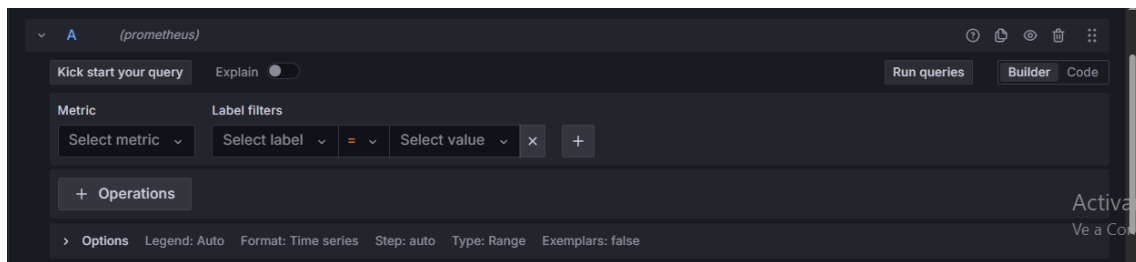 A (prometheus)
Kick start your query Explain Run queries Builder Code
Metric Label filters
Select metric Select label = Select value × +
+ Operations
Activa
> Options Legend: Auto Format: Time series Step: auto Type: Range Exemplars: false
Ve a Con